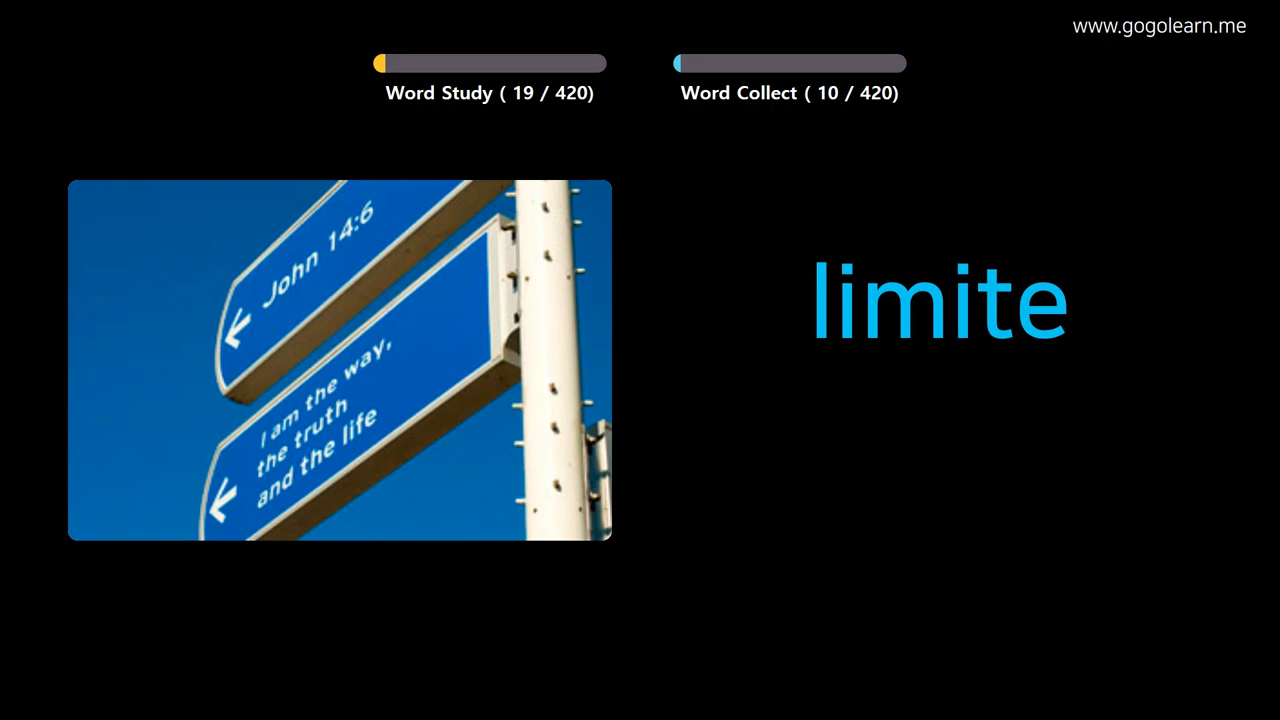 www.gogolearn.me
Word Study ( 19 / 420)
Word Collect ( 10 / 420)
John 14:6
I am the way,
the truth
and the life
limite